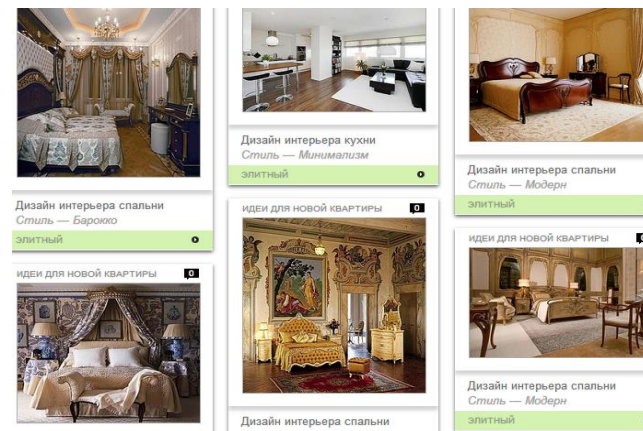 Дизайн интерьера спальни
Стиль — Барокко
элитный
ИДЕИ ДЛЯ НОВОЙ КВАРТИРЫ 0
Дизайн интерьера кухни
Стиль — Минимализм
элитный
ИДЕИ ДЛЯ НОВОЙ КВАРТИРЫ 0
Дизайн интерьера спальни
Дизайн интерьера спальни
Стиль — Модерн
элитный
ИДЕИ ДЛЯ НОВОЙ КВАРТИРЫ
Дизайн интерьера спальни
Стиль — Модерн
элитный